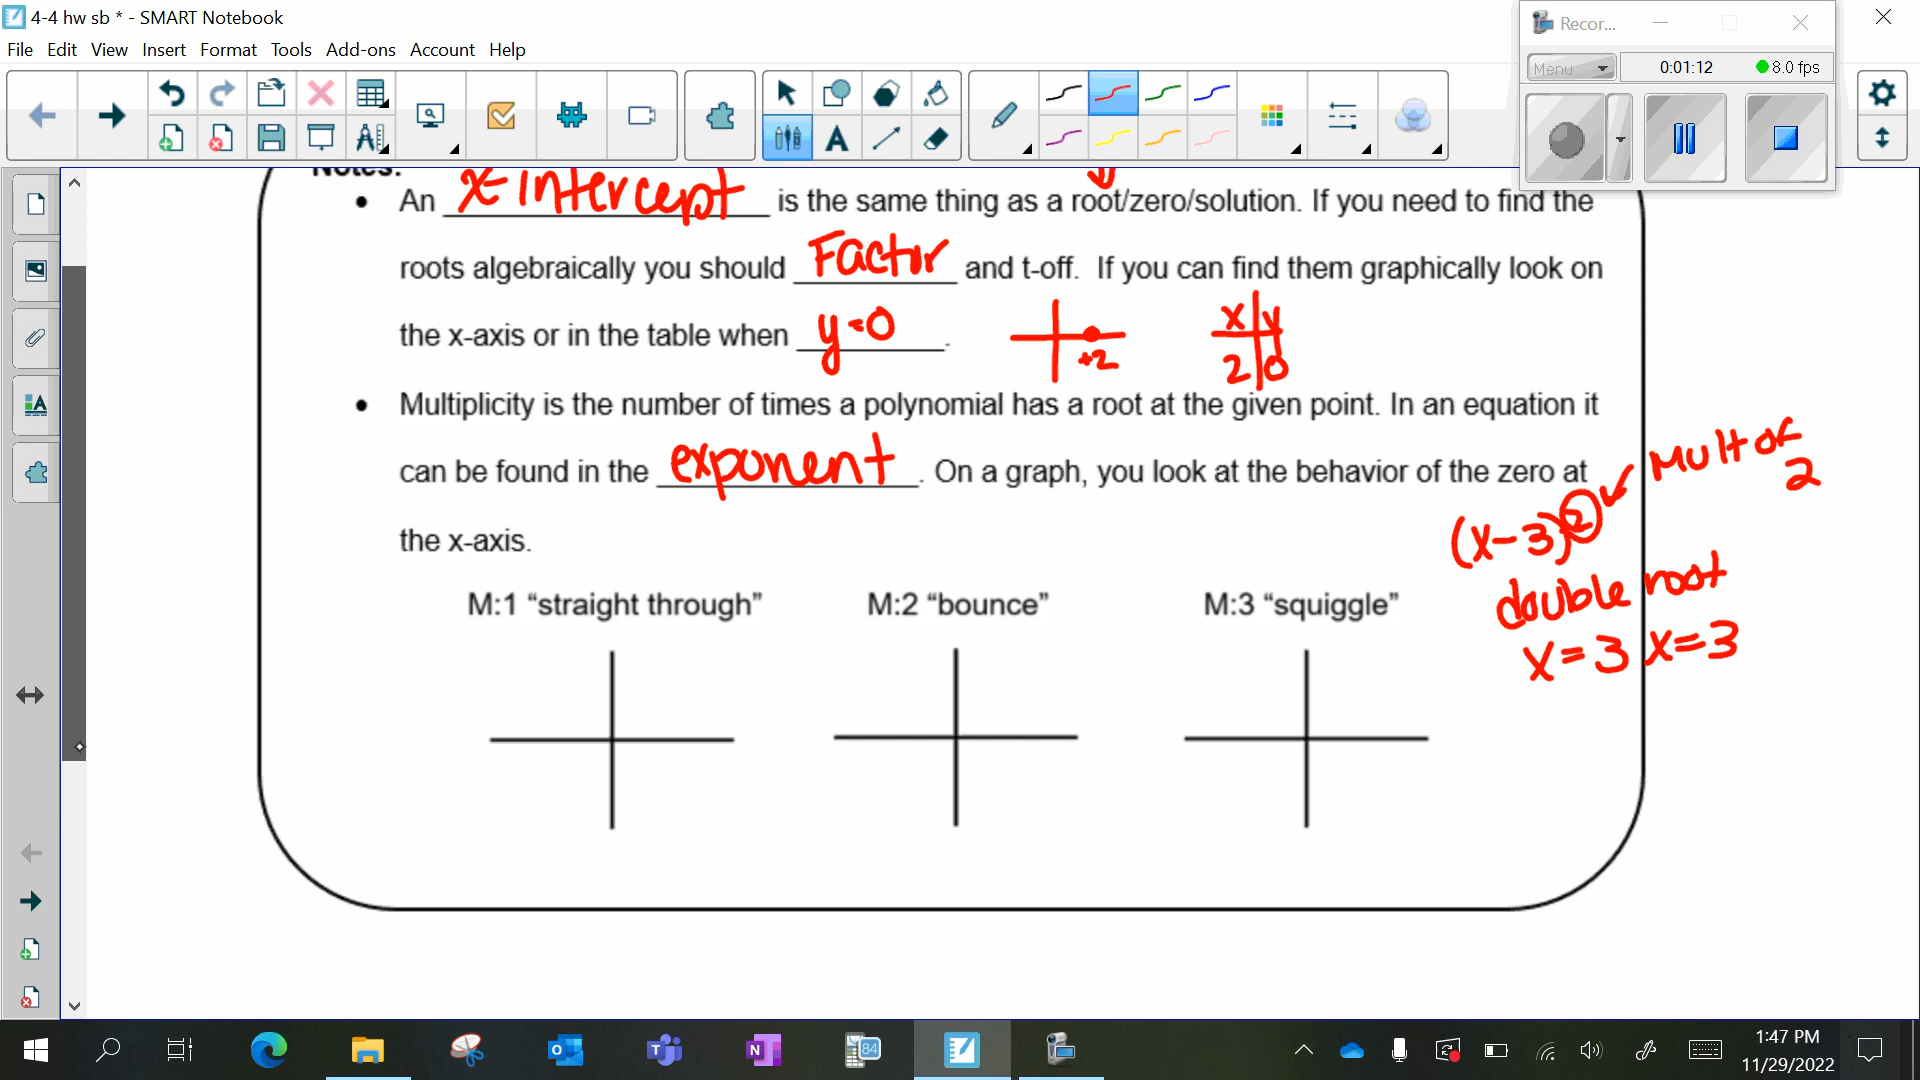 4-4 hw sb * - SMART Notebook
File Edit View Insert Format Tools Add-ons Account Help
Recor...
Menu 0:01:12 8.0 fps
Notes:
• An x-intercept is the same thing as a root/zero/solution. If you need to find the
roots algebraically you should Factor and t-off. If you can find them graphically look on
the x-axis or in the table when y=0.
+2
x y
2 0
• Multiplicity is the number of times a polynomial has a root at the given point. In an equation it
can be found in the exponent. On a graph, you look at the behavior of the zero at
the x-axis.
Mult of
2
(x-3)²
double root
x=3 x=3
M:1 “straight through” M:2 “bounce” M:3 “squiggle”
84
1:47 PM
11/29/2022